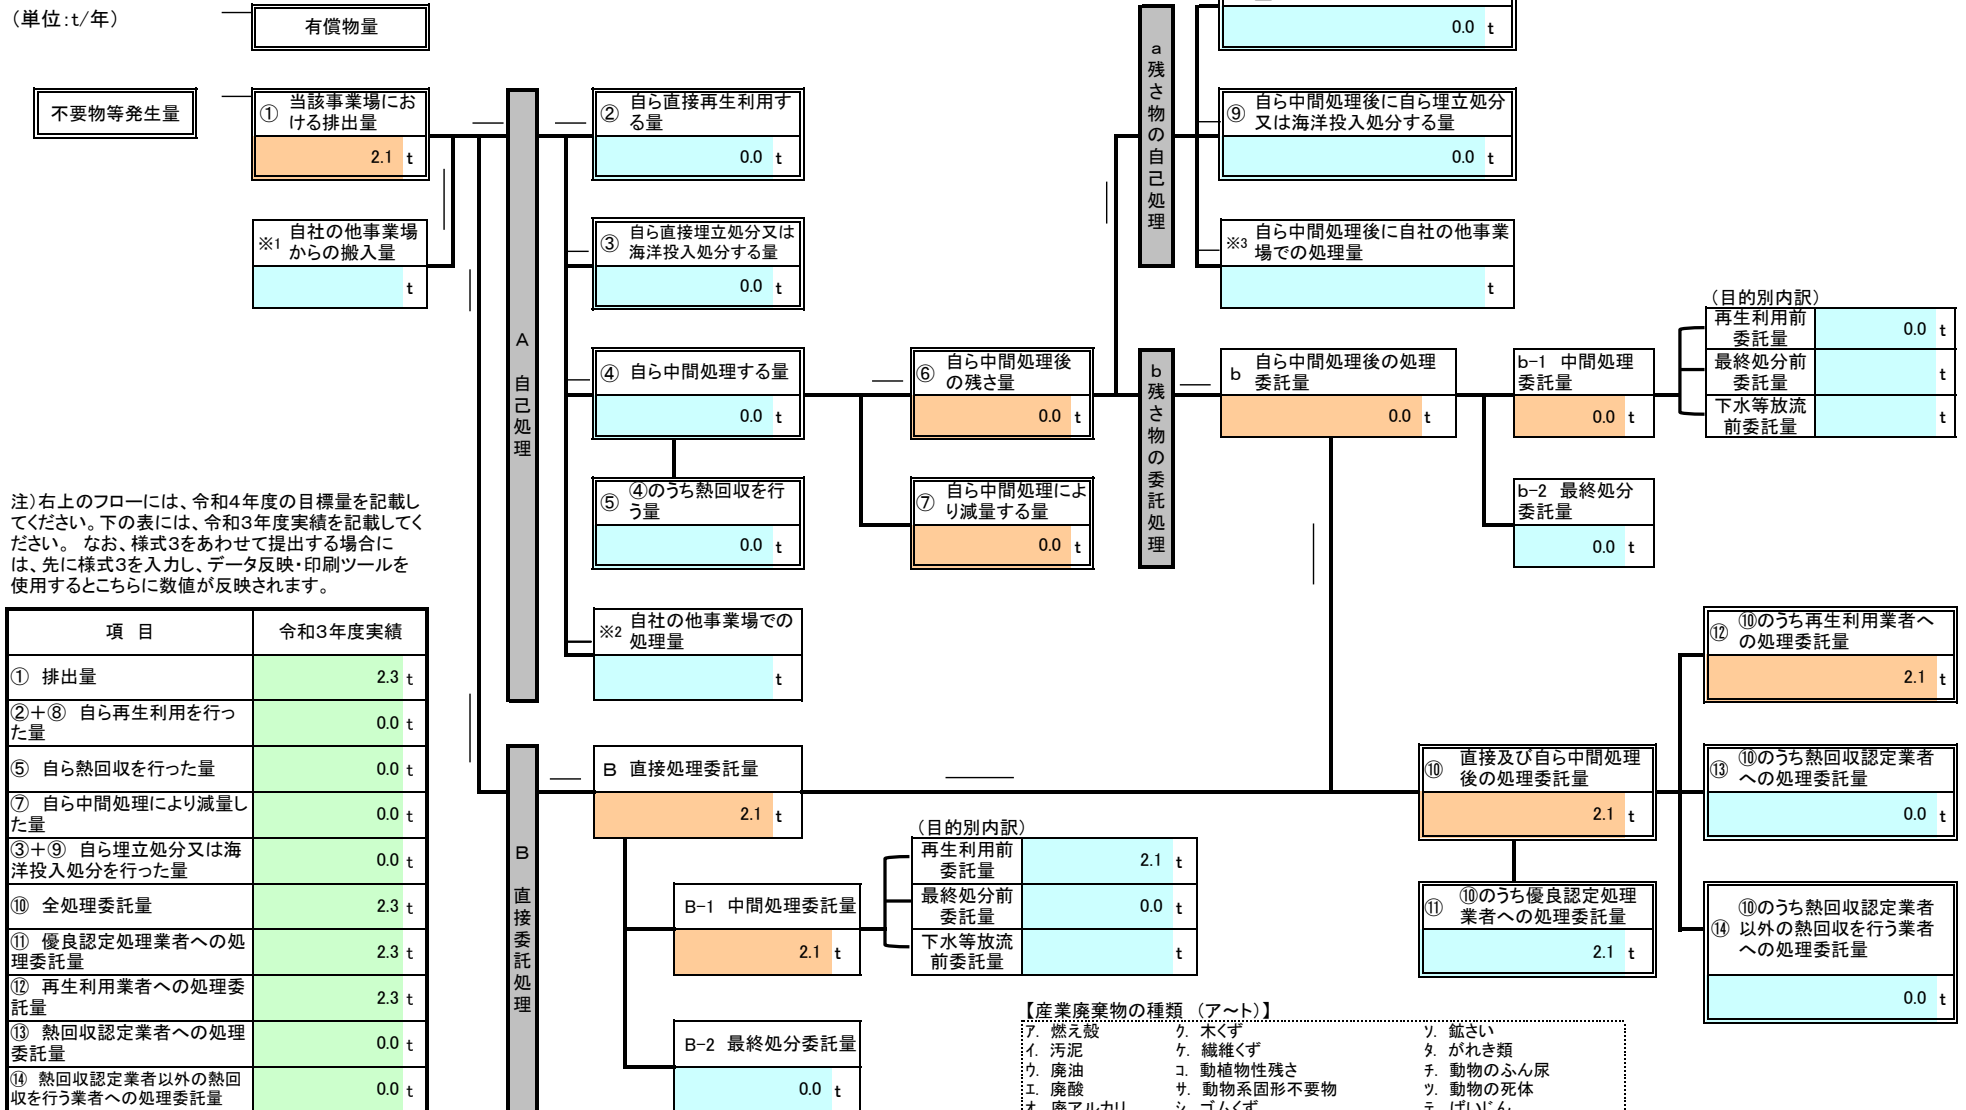 (単位:t/年)
有償物量
0.0 t
不要物等発生量
① 当該事業場にお
ける排出量
2.1 t
※1 自社の他事業場
からの搬入量
t
A 自己処理
② 自ら直接再生利用す
る量
0.0 t
③ 自ら直接埋立処分又は
海洋投入処分する量
0.0 t
④ 自ら中間処理する量
0.0 t
⑤ ④のうち熱回収を行
う量
0.0 t
※2 自社の他事業場での
処理量
t
⑥ 自ら中間処理後
の残さ量
0.0 t
⑦ 自ら中間処理によ
り減量する量
0.0 t
a 残さ物の自己処理
⑨ 自ら中間処理後に自ら埋立処分
又は海洋投入処分する量
0.0 t
※3 自ら中間処理後に自社の他事業
場での処理量
t
b 残さ物の委託処理
b 自ら中間処理後の処理
委託量
0.0 t
b-1 中間処理
委託量
0.0 t
b-2 最終処分
委託量
0.0 t
(目的別内訳)
再生利用前
委託量
0.0 t
最終処分前
委託量
t
下水等放流
前委託量
t
注)右上のフローには、令和4年度の目標量を記載し
てください。下の表には、令和3年度実績を記載してく
ださい。 なお、様式3をあわせて提出する場合に
は、先に様式3を入力し、データ反映・印刷ツールを
使用するとこちらに数値が反映されます。
項 目 令和3年度実績
① 排出量 2.3 t
②+⑧ 自ら再生利用を行っ
た量 0.0 t
⑤ 自ら熱回収を行った量 0.0 t
⑦ 自ら中間処理により減量し
た量 0.0 t
③+⑨ 自ら埋立処分又は海
洋投入処分を行った量 0.0 t
⑩ 全処理委託量 2.3 t
⑪ 優良認定処理業者への処
理委託量 2.3 t
⑫ 再生利用業者への処理委
託量 2.3 t
⑬ 熱回収認定業者への処理
委託量 0.0 t
⑭ 熱回収認定業者以外の熱回
収を行う業者への処理委託量 0.0 t
B 直接委託処理
B 直接処理委託量
2.1 t
B-1 中間処理委託量
2.1 t
B-2 最終処分委託量
0.0 t
(目的別内訳)
再生利用前
委託量
2.1 t
最終処分前
委託量
0.0 t
下水等放流
前委託量
t
⑩ 直接及び自ら中間処理
後の処理委託量
2.1 t
⑪ ⑩のうち優良認定処理
業者への処理委託量
2.1 t
⑫ ⑩のうち再生利用業者へ
の処理委託量
2.1 t
⑬ ⑩のうち熱回収認定業者
への処理委託量
0.0 t
⑭ ⑩のうち熱回収認定業者
以外の熱回収を行う業者
への処理委託量
0.0 t
【産業廃棄物の種類 (ア~ト)】
ア. 燃え殻 ク. 木くず ソ. 鉱さい
イ. 汚泥 ケ. 繊維くず タ. がれき類
ウ. 廃油 コ. 動植物性残さ チ. 動物のふん尿
エ. 廃酸 サ. 動物系固形不要物 ツ. 動物の死体
オ. 廃アルカリ シ. ゴムくず テ. ばいじん